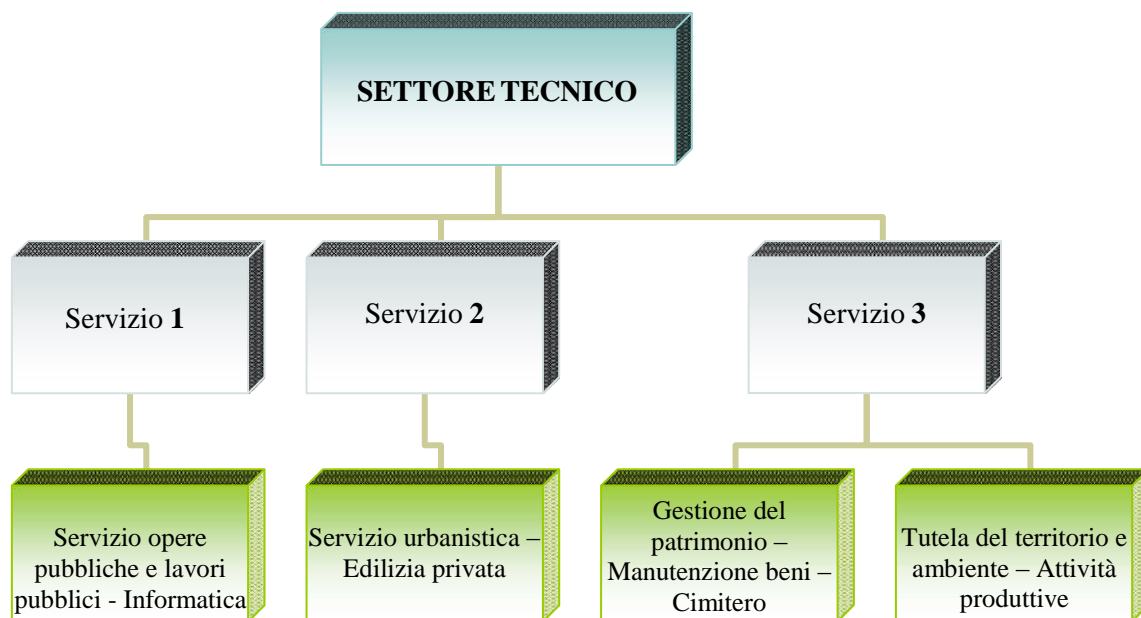 SETTORE TECNICO
Servizio 1
Servizio 2
Servizio 3
Servizio opere
pubbliche e lavori
pubblici - Informatica
Servizio urbanistica –
Edilizia privata
Gestione del
patrimonio –
Manutenzione beni –
Cimitero
Tutela del territorio e
ambiente – Attività
produttive